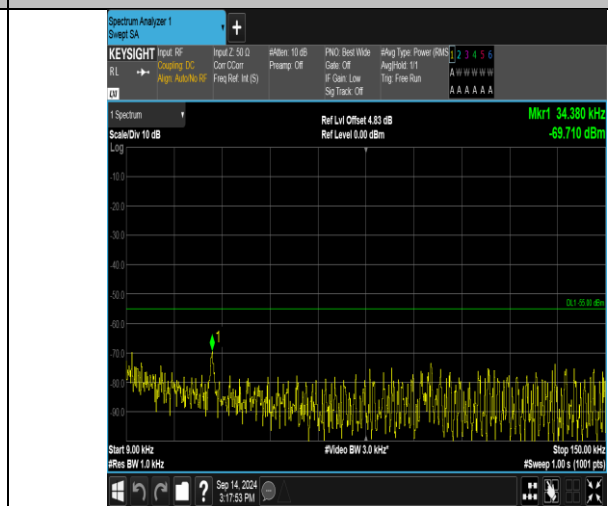 Spectrum Analyzer 1
Swept SA
+
KEYSIGHT Input: RF Input Z: 50 Ω #Atten: 10 dB PNO: Best Wide #Avg Type: Power (RMS 1 2 3 4 5 6
RL Coupling: DC Corr CCorr Preamp: Off Gate: Off Avg|Hold: 1/1 A W W W W W
Align: Auto/No RF Freq Ref: Int (S) IF Gain: Low Trig: Free Run
Sig Track: Off A A A A A A
1 Spectrum Ref Lvl Offset 4.83 dB Mkr1 34.380 kHz
Scale/Div 10 dB Ref Level 0.00 dBm -69.710 dBm
Log
-10.0
-20.0
-30.0
-40.0
-50.0
DL1 -55.00 dBm
-60.0
1
-70.0
-80.0
-90.0
Start 9.00 kHz #Video BW 3.0 kHz* Stop 150.00 kHz
#Res BW 1.0 kHz #Sweep 1.00 s (1001 pts)
? Sep 14, 2024
3:17:53 PM